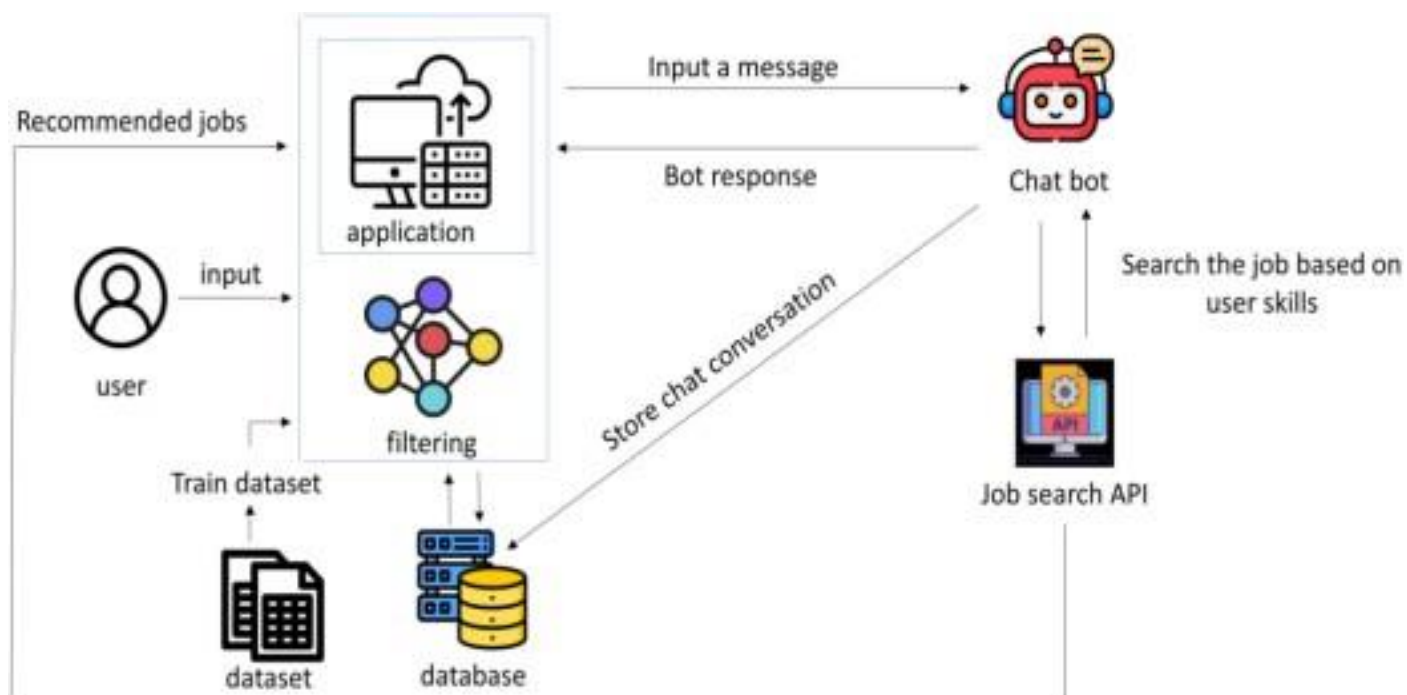 Input a message
Recommended jobs
Bot response
Chat bot
application
input
Search the job based on
user skills
user
Store chat conversation
API
filtering
Train dataset
Job search API
dataset
database